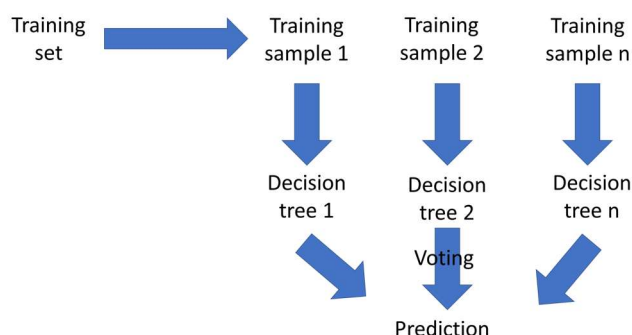 Training
set
Training
sample 1
Training
sample 2
Training
sample n
Decision
tree 1
Decision
tree 2
Decision
tree n
Voting
Prediction